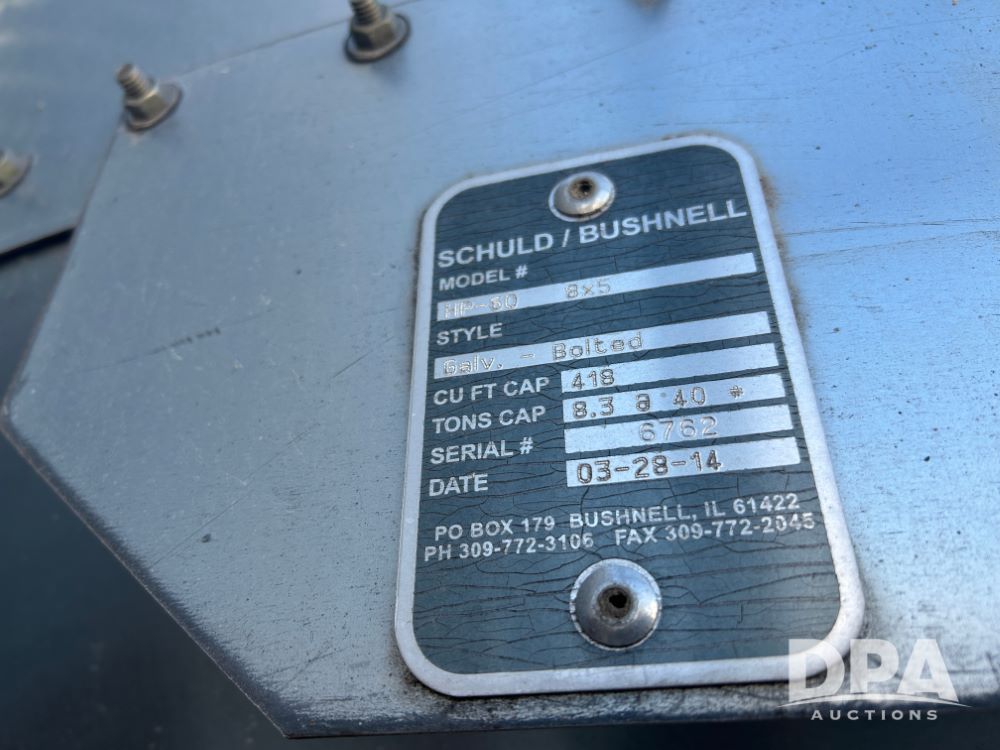 SCHULD / BUSHNELL
MODEL #
HP-60 8x5
STYLE
Galv. - Bolted
CU FT CAP 418
TONS CAP 8.3 @ 40 *
SERIAL # 6762
DATE 03-28-14
PO BOX 179 BUSHNELL, IL 61422
PH 309-772-3106 FAX 309-772-2045
DPA
AUCTIONS